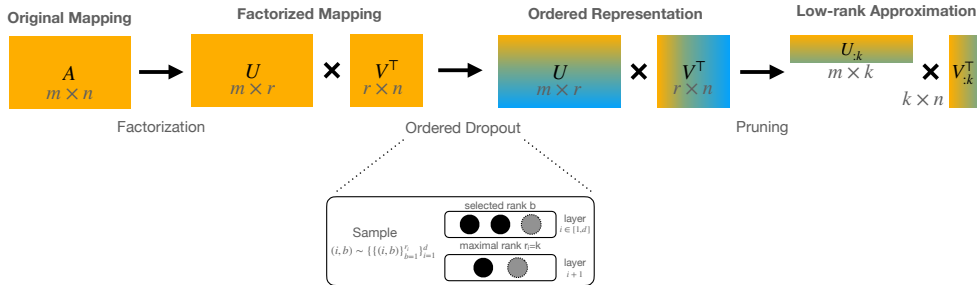 Original Mapping
Factorized Mapping
Ordered Representation
Low-rank Approximation
A
m × n
U
m × r
×
V⊤
r × n
U
m × r
×
V⊤
r × n
U:k
m × k
×
V⊤:k
k × n
Factorization
Ordered Dropout
Pruning
selected rank b
layer
i ∈ [1,d]
Sample
(i, b) ∼ {{(i, b)}ʳⁱb=1}ᵈi=1
maximal rank rᵢ=k
layer
i + 1